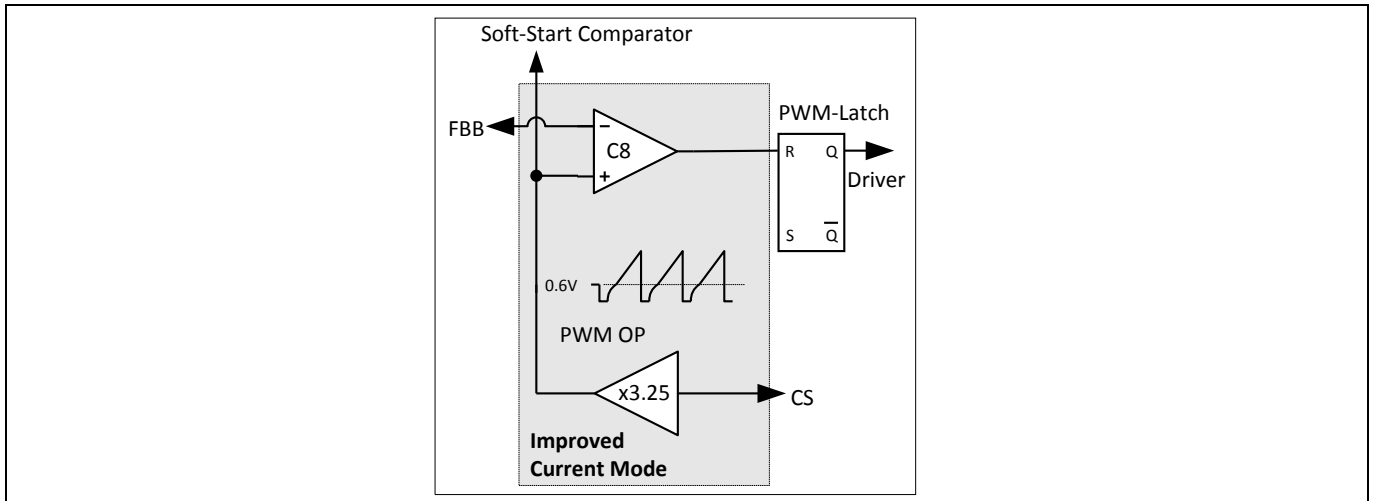 Soft-Start Comparator
FBB
−
C8
+
PWM-Latch
R Q
Driver
S Q̅
0.6V
PWM OP
x3.25
CS
Improved
Current Mode